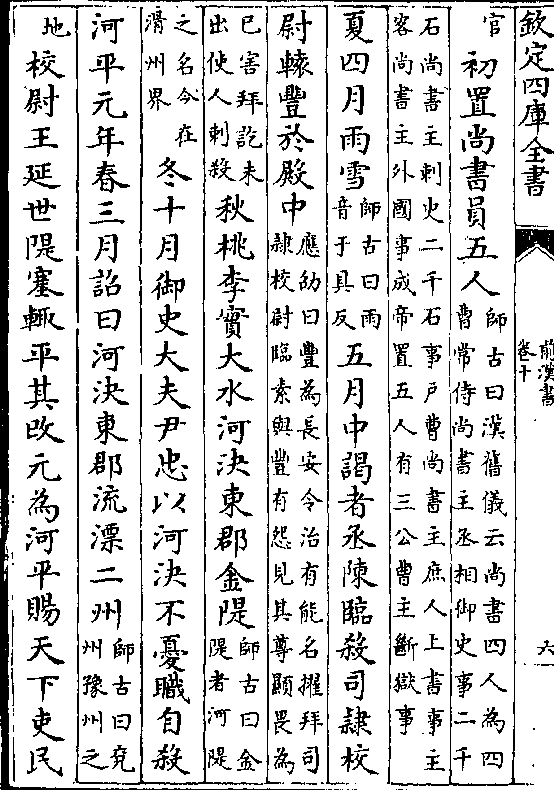 欽定四庫全書
前漢書
卷十
六
官
初置尚書員五人師古曰漢舊儀云尚書四人為四
曹常侍尚書主丞相御史事二千
石尚書主刺史二千石事戶曹尚書主庶人上書事主
客尚書主外國事成帝置五人有三公曹主斷獄事
夏四月雨雪師古曰雨
音于具反五月中謁者丞陳臨殺司隸校
尉轅豐於殿中應劭曰豐為長安令治有能名擢拜司
隸校尉臨素與豐有怨見其尊顯畏為
己害拜訖未
出使人刺殺秋桃李實大水河決東郡金隄師古曰金
隄者河隄
之名今在
滑州界冬十月御史大夫尹忠以河決不憂職自殺
河平元年春三月詔曰河決東郡流漂二州師古曰兗
州豫州之
地
校尉王延世隄塞輒平其改元為河平賜天下吏民